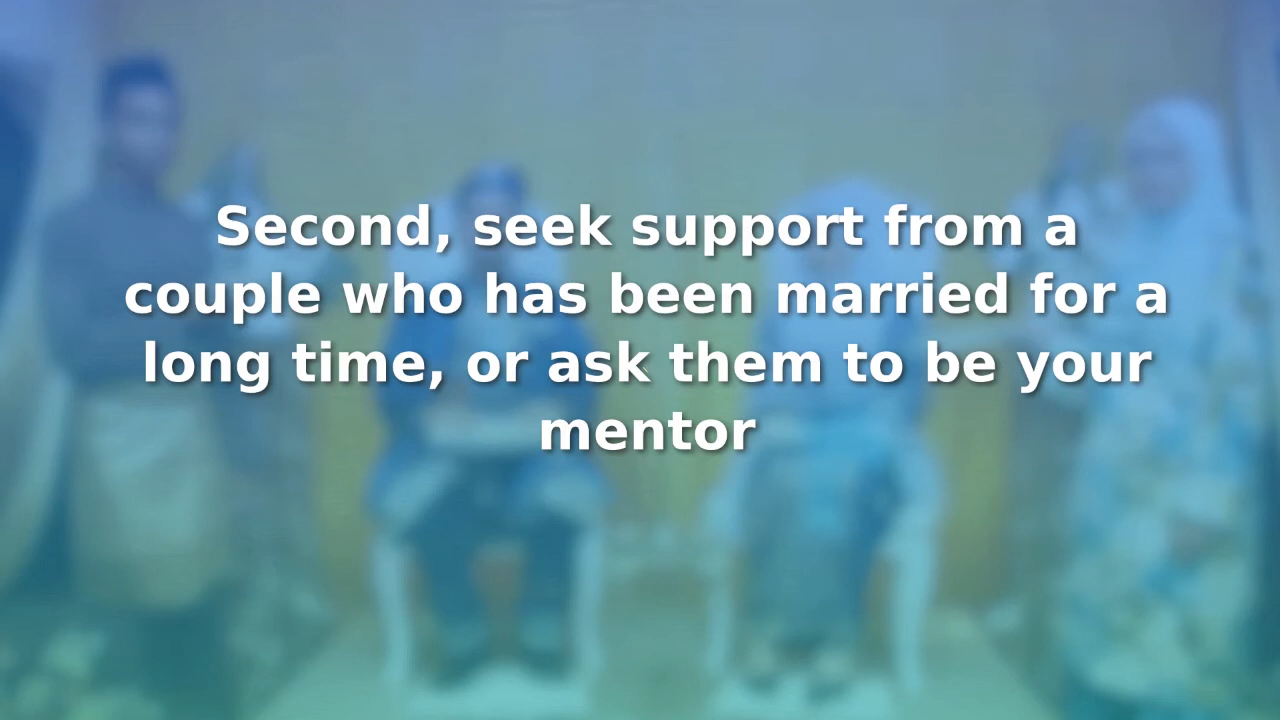 Second, seek support from a
couple who has been married for a
long time, or ask them to be your
mentor